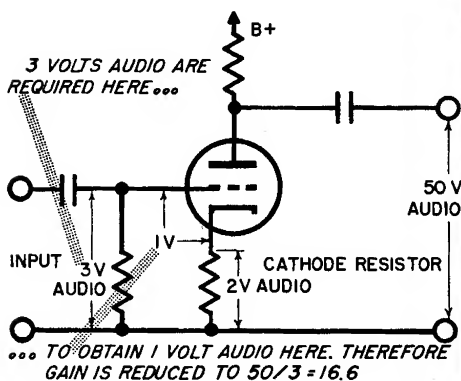 B+
3 VOLTS AUDIO ARE
REQUIRED HERE...
50 V
AUDIO
1V
INPUT
3V
AUDIO
CATHODE RESISTOR
2V AUDIO
... TO OBTAIN 1 VOLT AUDIO HERE. THEREFORE
GAIN IS REDUCED TO 50/3 = 16.6